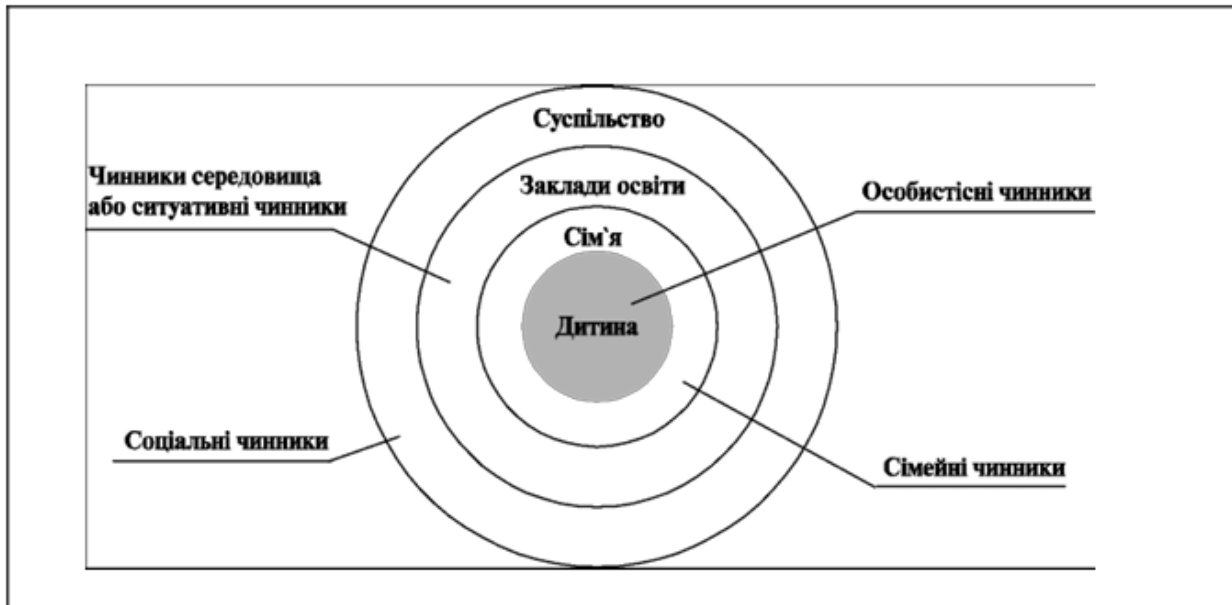 Суспільство
Чинники середовища
або ситуативні чинники
Заклади освіти
Особистісні чинники
Сім`я
Дитина
Соціальні чинники
Сімейні чинники